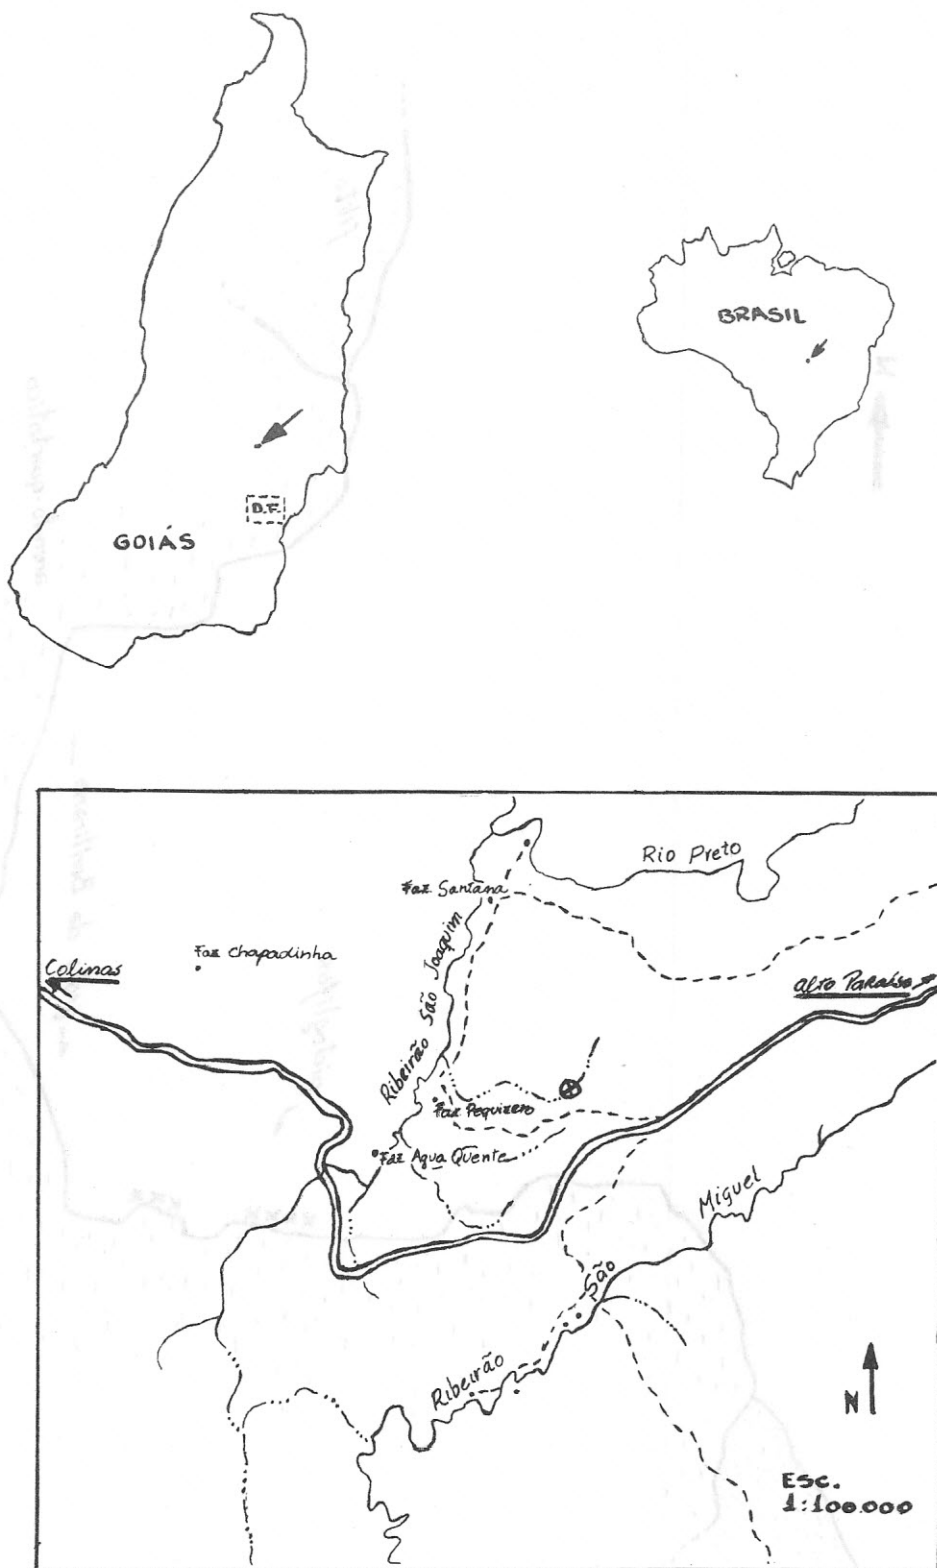 BRASIL
D.F.
GOIÁS
Rio Preto
Faz. Santana
Faz Chapadinha
Colinas
Alto Paraíso
Ribeirão São Joaquim
Faz Pequizero
Faz Agua Quente
Miguel
São
Ribeirão
N
Esc.
1:100.000